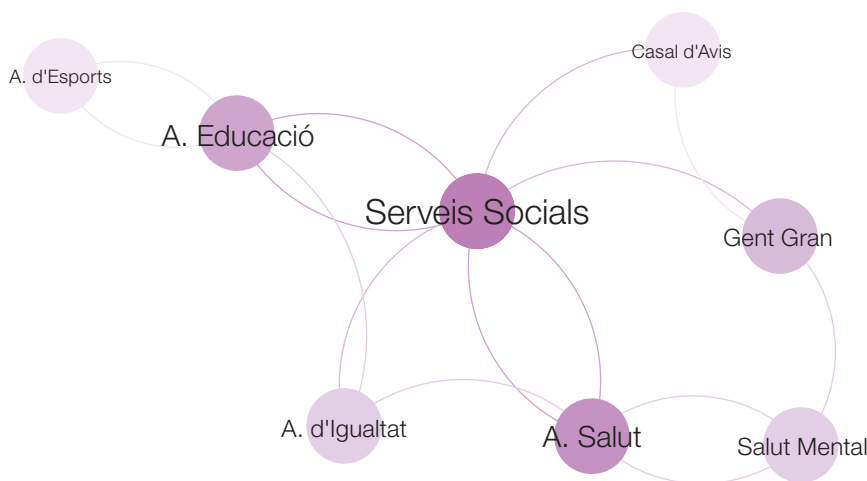 Casal d'Avis
A. d'Esports
A. Educació
Serveis Socials
Gent Gran
A. d'Igualtat
A. Salut
Salut Mental